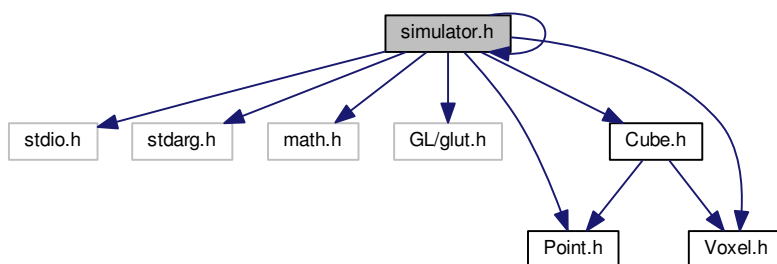 simulator.h
stdio.h
stdarg.h
math.h
GL/glut.h
Cube.h
Point.h
Voxel.h